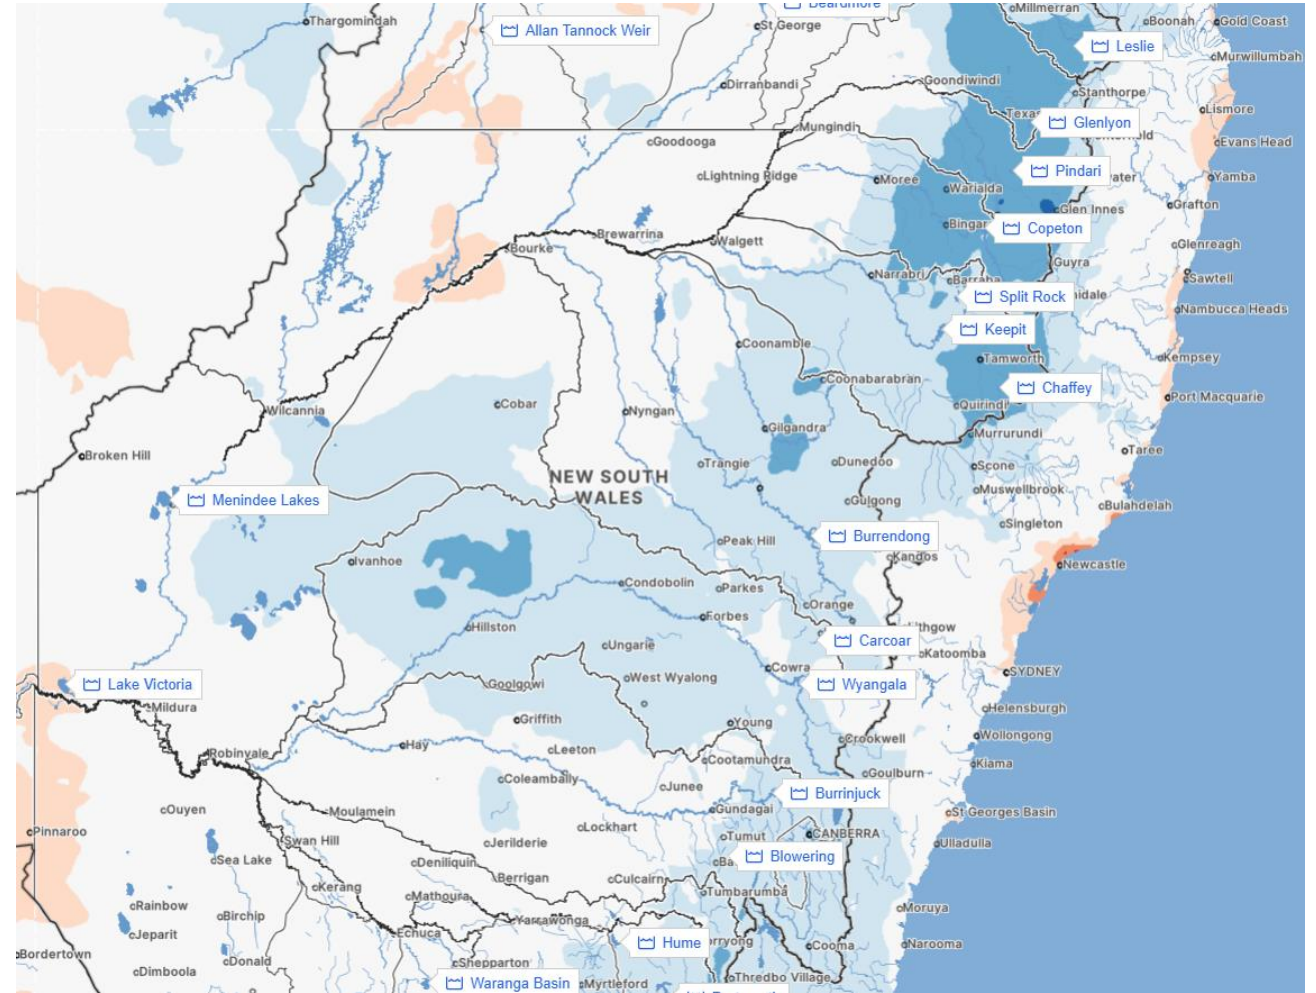 Beardmore
Millmerran
Boonah
Gold Coast
Thargomindah
Allan Tannock Weir
St George
Leslie
Murwillumbah
Dirranbandi
Goondiwindi
Stanthorpe
Lismore
Texas
Glenlyon
Mungindi
Goodooga
Evans Head
Lightning Ridge
Moree
Pindari
Yamba
Warialda
Glen Innes
Grafton
Bingar
Copeton
Brewarrina
Bourke
Walgett
Glenreagh
Guyra
Narrabri
Barraba
Sawtell
Split Rock
Nambucca Heads
Keepit
Coonamble
Tamworth
Kempsey
Coonabarabran
Chaffey
Port Macquarie
Wilcannia
Cobar
Nyngan
Quirindi
Gilgandra
Murrurundi
Broken Hill
Trangie
Dunedoo
Scone
Taree
NEW SOUTH
WALES
Menindee Lakes
Gulgong
Muswellbrook
Bulahdelah
Singleton
Burrendong
Peak Hill
Kandos
Ivanhoe
Newcastle
Condobolin
Parkes
Orange
Forbes
Hillston
Carcoar
Ungarie
Katoomba
Cowra
SYDNEY
Lake Victoria
Goolgowi
West Wyalong
Wyangala
Mildura
Helensburgh
Griffith
Young
Wollongong
Crookwell
Hay
Leeton
Robinvale
Cootamundra
Kiama
Goulburn
Coleambally
Junee
Burrinjuck
Ouyen
Moulamein
Gundagai
St Georges Basin
Pinnaroo
Lockhart
Tumut
CANBERRA
Swan Hill
Jerilderie
Ulladulla
Sea Lake
Deniliquin
Blowering
Berrigan
Culcairn
Kerang
Mathoura
Tumbarumba
Rainbow
Birchip
Moruya
Yarrawonga
Jeparit
Echuca
Hume
Cooma
Narooma
Bordertown
Donald
Shepparton
Dimboola
Waranga Basin
Myrtleford
Thredbo Village